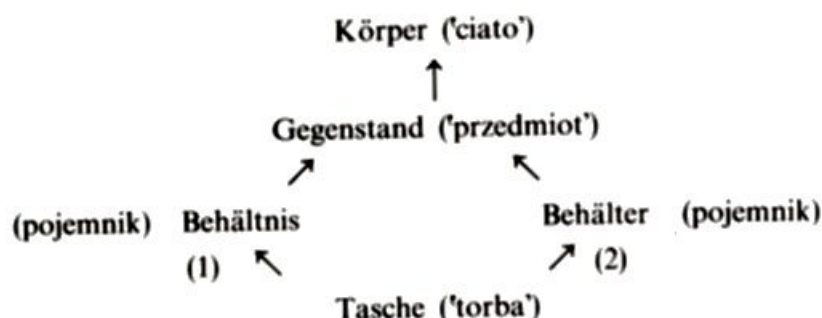 Körper ('ciato')
Gegenstand ('przedmiot')
(pojemnik) Behältnis Behälter (pojemnik)
(1) (2)
Tasche ('torba')